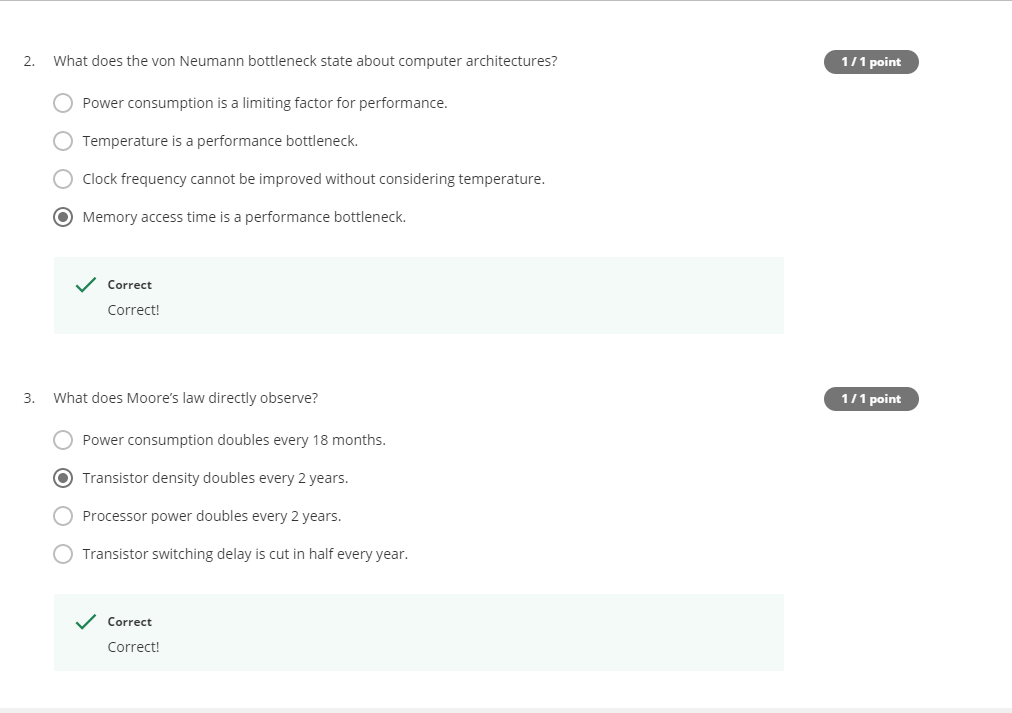 2. What does the von Neumann bottleneck state about computer architectures?
1 / 1 point
Power consumption is a limiting factor for performance.
Temperature is a performance bottleneck.
Clock frequency cannot be improved without considering temperature.
Memory access time is a performance bottleneck.
Correct
Correct!
3. What does Moore’s law directly observe?
1 / 1 point
Power consumption doubles every 18 months.
Transistor density doubles every 2 years.
Processor power doubles every 2 years.
Transistor switching delay is cut in half every year.
Correct
Correct!